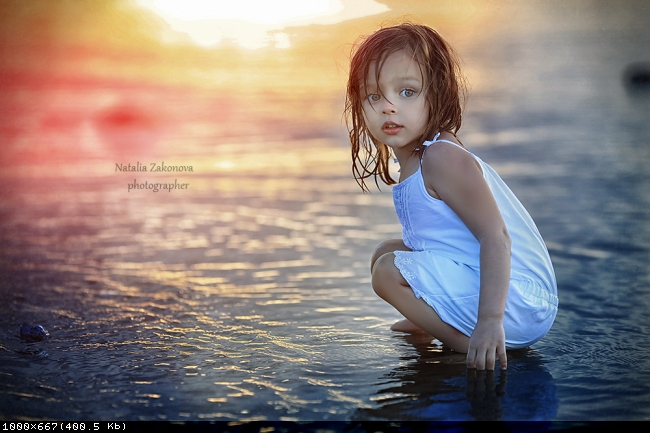 Natalia Zakonova
photographer
1000x667(400.5 Kb)